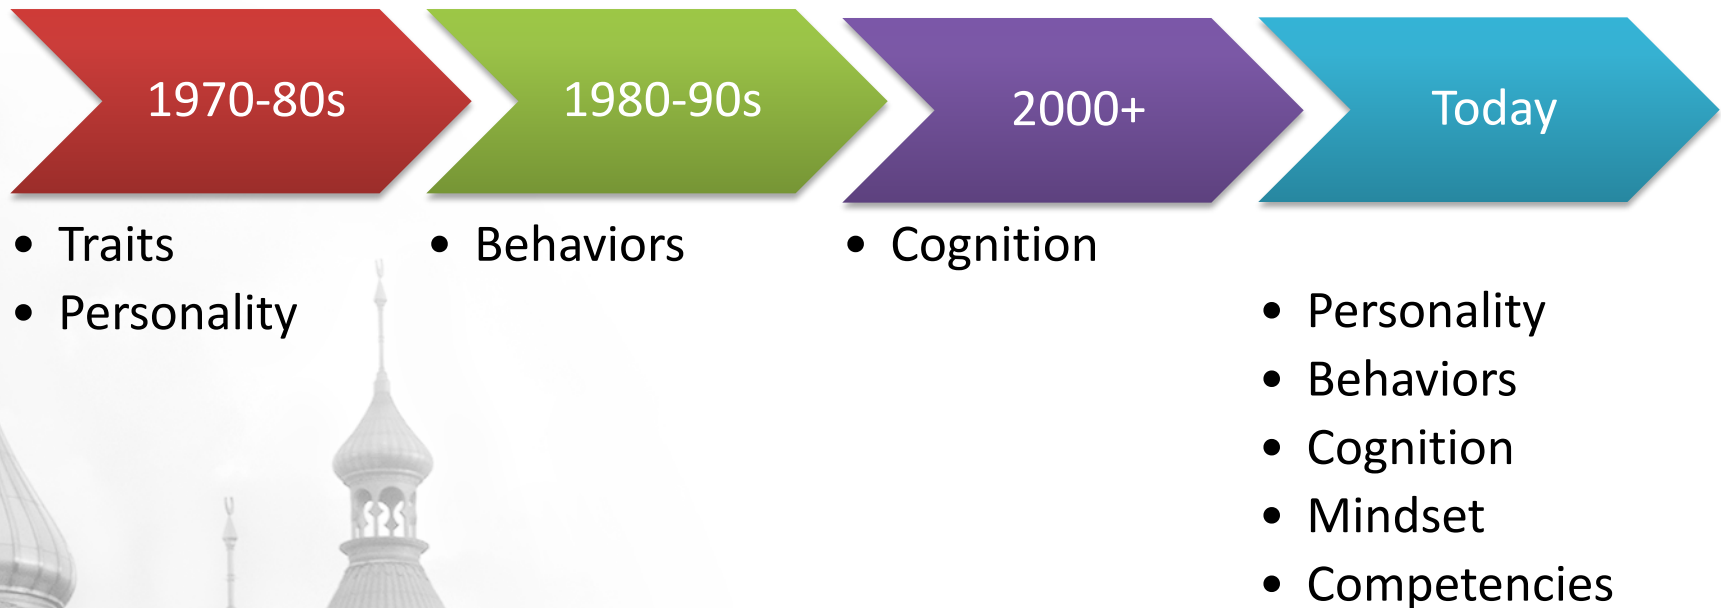 1970-80s
• Traits
• Personality
1980-90s
• Behaviors
2000+
• Cognition
Today
• Personality
• Behaviors
• Cognition
• Mindset
• Competencies